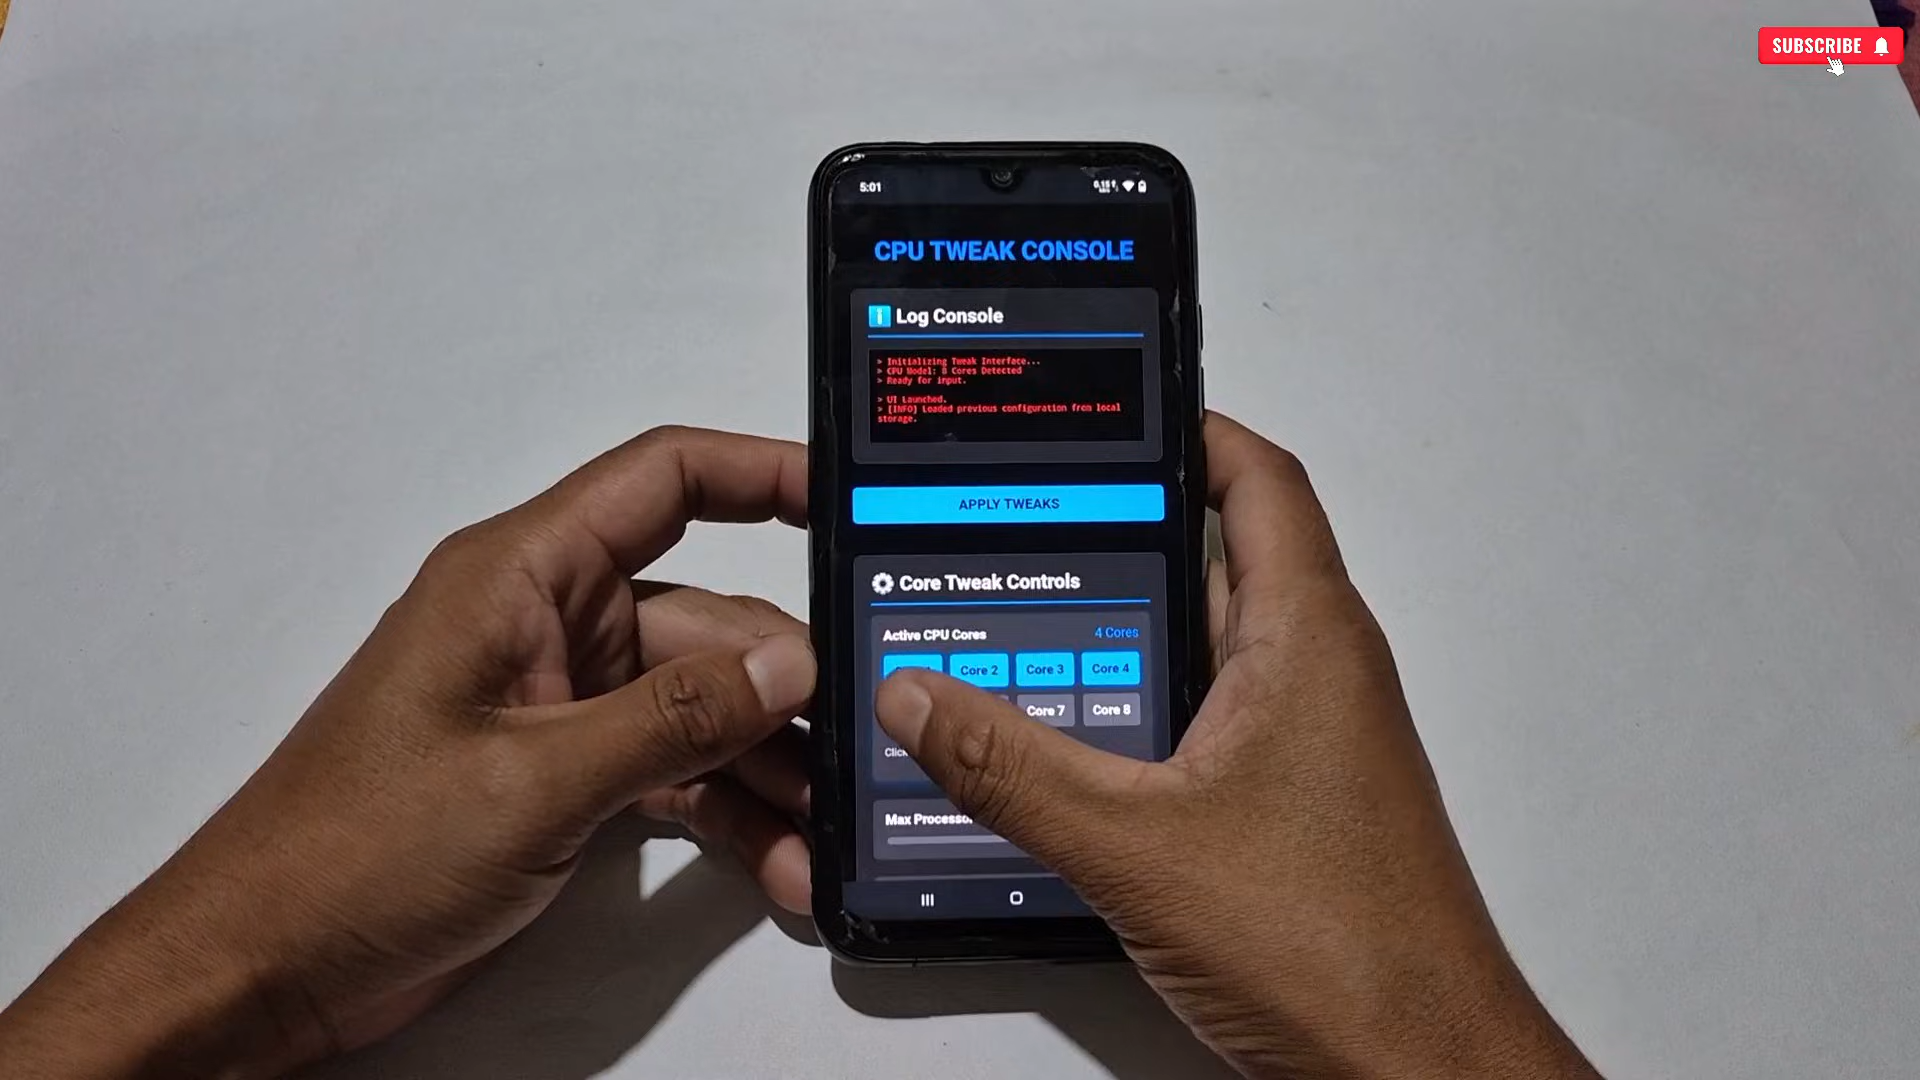 SUBSCRIBE
5:01
CPU TWEAK CONSOLE
Log Console
> Initializing Tweak Interface...
> CPU Model: 8 Cores Detected
> Ready for input.
> UI Launched.
> [INFO] Loaded previous configuration from local
storage.
APPLY TWEAKS
Core Tweak Controls
Active CPU Cores 4 Cores
Core 2 Core 3 Core 4
Core 7 Core 8
Click
Max Processor